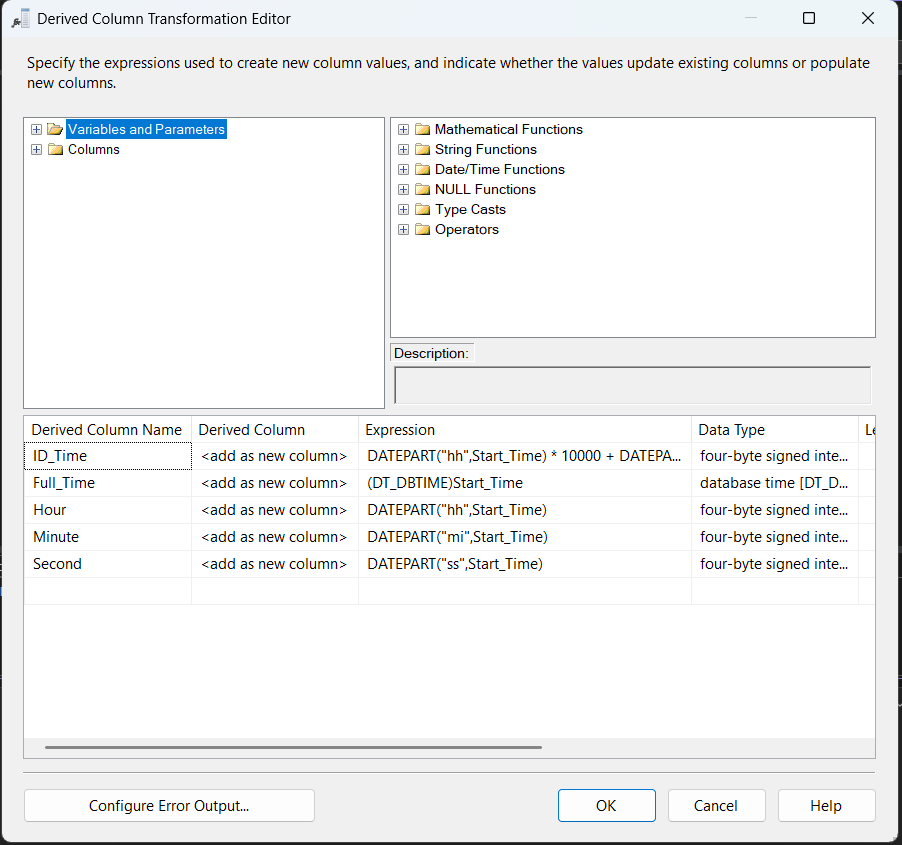 Derived Column Transformation Editor
Specify the expressions used to create new column values, and indicate whether the values update existing columns or populate
new columns.
Variables and Parameters
Columns
Mathematical Functions
String Functions
Date/Time Functions
NULL Functions
Type Casts
Operators
Description:
Derived Column Name Derived Column Expression Data Type Le
ID_Time <add as new column> DATEPART("hh",Start_Time) * 10000 + DATEPA... four-byte signed inte...
Full_Time <add as new column> (DT_DBTIME)Start_Time database time [DT_D...
Hour <add as new column> DATEPART("hh",Start_Time) four-byte signed inte...
Minute <add as new column> DATEPART("mi",Start_Time) four-byte signed inte...
Second <add as new column> DATEPART("ss",Start_Time) four-byte signed inte...
Configure Error Output... OK Cancel Help